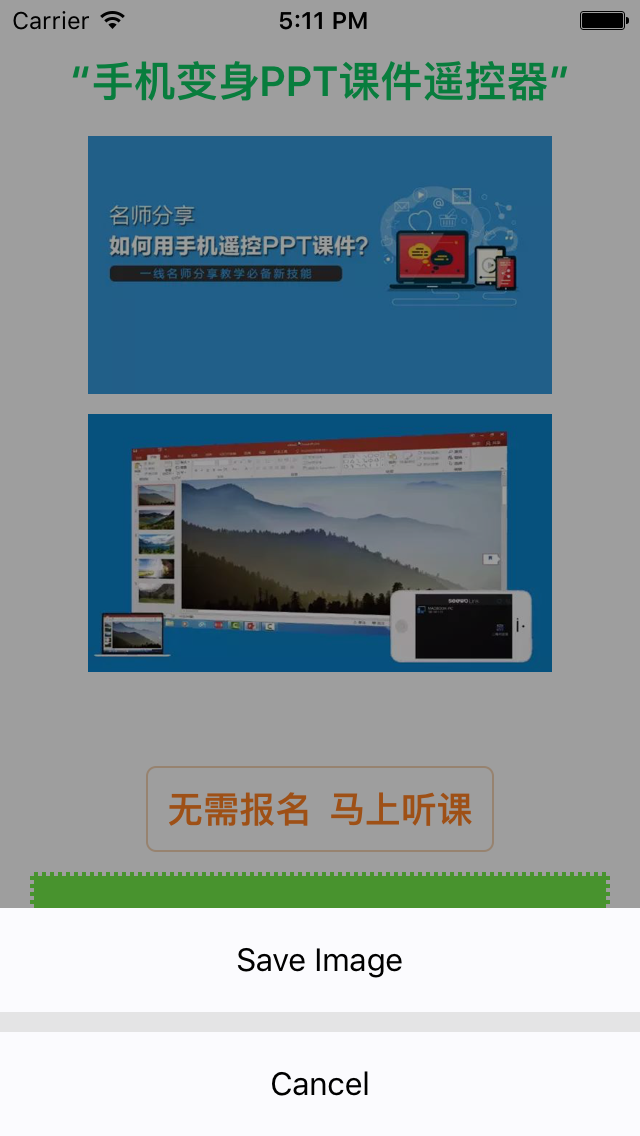 Carrier
5:11 PM
“手机变身PPT课件遥控器”
名师分享
如何用手机遥控PPT课件?
一线名师分享教学必备新技能
seewo
无需报名 马上听课
Save Image
Cancel